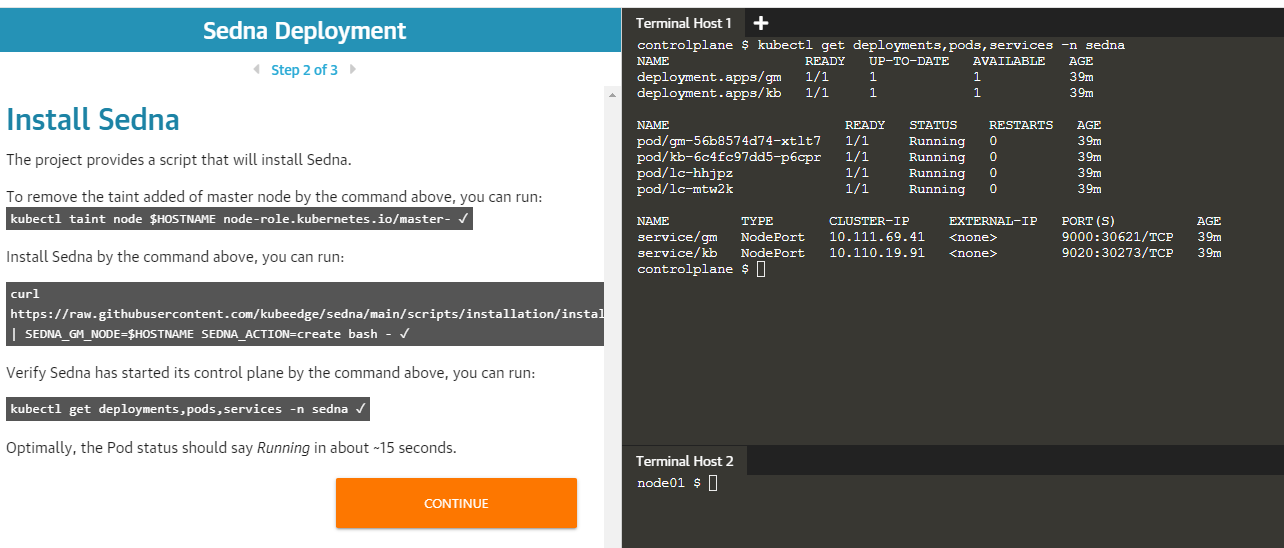 Sedna Deployment
Step 2 of 3
Install Sedna
The project provides a script that will install Sedna.
To remove the taint added of master node by the command above, you can run:
kubectl taint node $HOSTNAME node-role.kubernetes.io/master- ✓
Install Sedna by the command above, you can run:
curl
https://raw.githubusercontent.com/kubeedge/sedna/main/scripts/installation/instal
| SEDNA_GM_NODE=$HOSTNAME SEDNA_ACTION=create bash - ✓
Verify Sedna has started its control plane by the command above, you can run:
kubectl get deployments,pods,services -n sedna ✓
Optimally, the Pod status should say Running in about ~15 seconds.
CONTINUE
Terminal Host 1 +
controlplane $ kubectl get deployments,pods,services -n sedna
NAME READY UP-TO-DATE AVAILABLE AGE
deployment.apps/gm 1/1 1 1 39m
deployment.apps/kb 1/1 1 1 39m
NAME READY STATUS RESTARTS AGE
pod/gm-56b8574d74-xtlt7 1/1 Running 0 39m
pod/kb-6c4fc97dd5-p6cpr 1/1 Running 0 39m
pod/lc-hhjpz 1/1 Running 0 39m
pod/lc-mtw2k 1/1 Running 0 39m
NAME TYPE CLUSTER-IP EXTERNAL-IP PORT(S) AGE
service/gm NodePort 10.111.69.41 <none> 9000:30621/TCP 39m
service/kb NodePort 10.110.19.91 <none> 9020:30273/TCP 39m
controlplane $
Terminal Host 2
node01 $